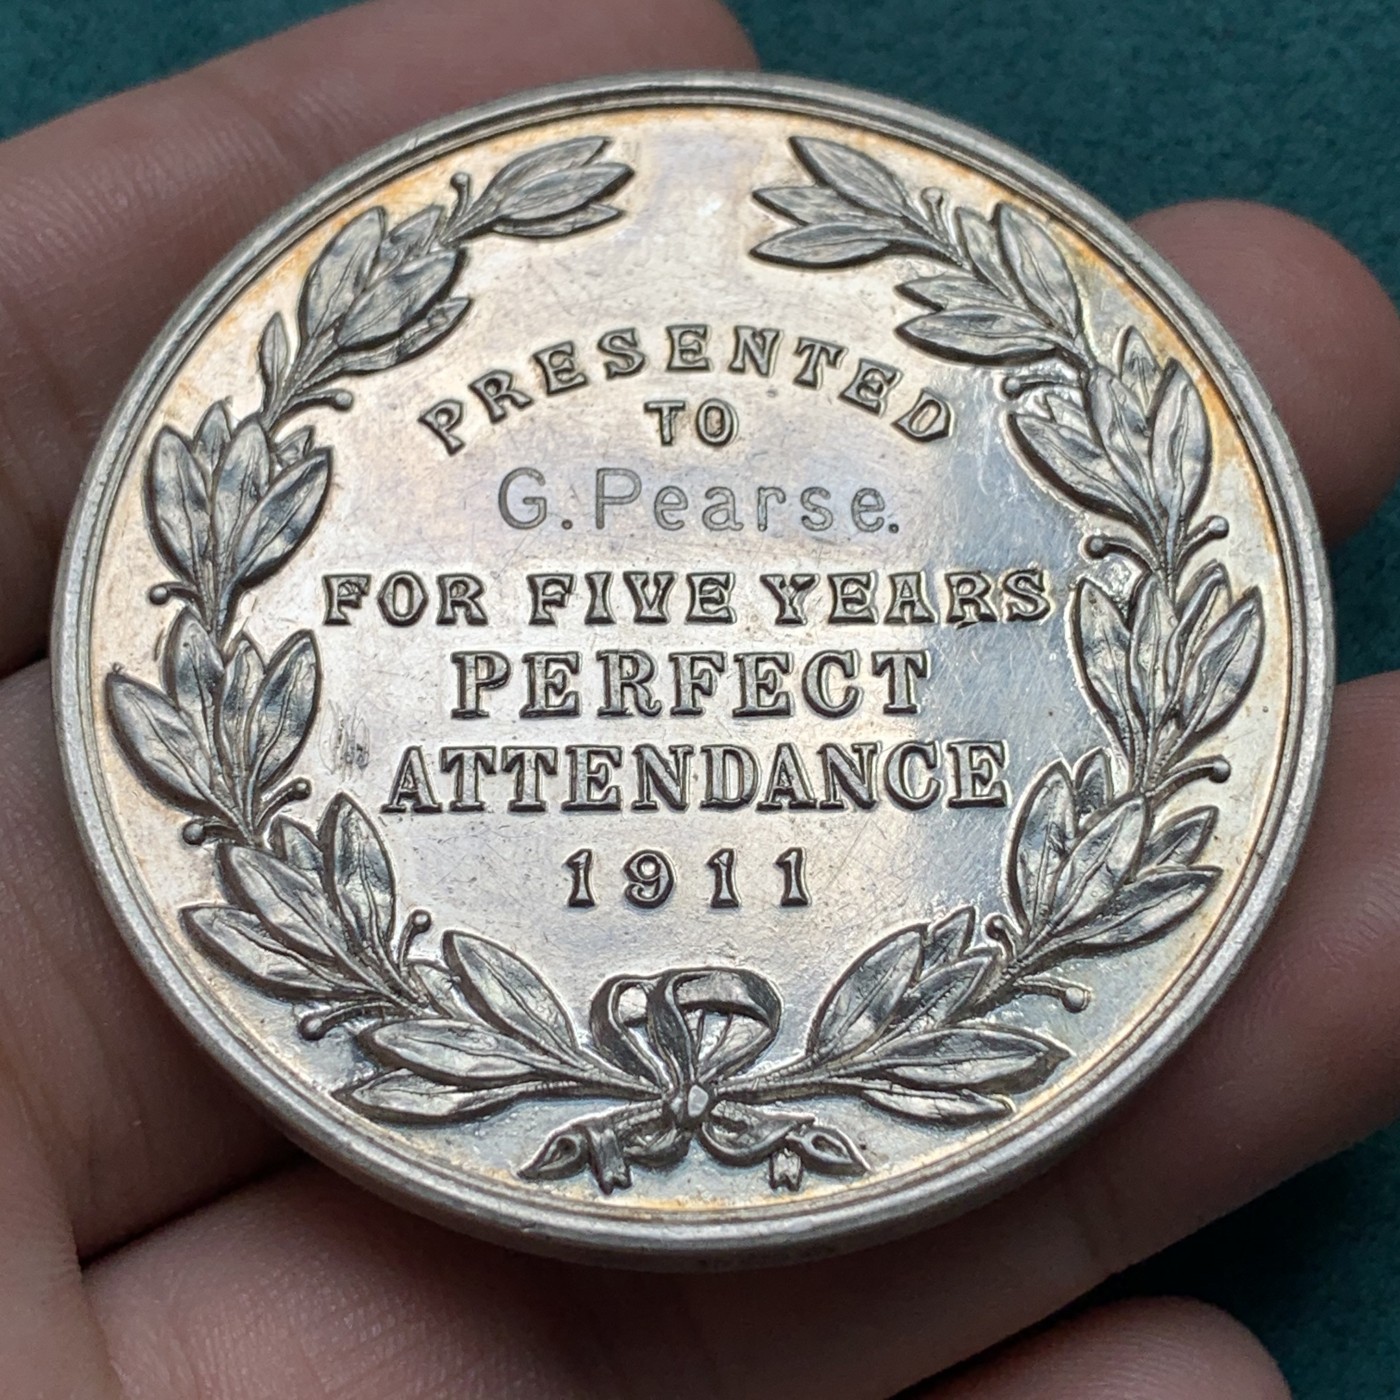 PRESENTED
TO
G. Pearse.
FOR FIVE YEARS
PERFECT
ATTENDANCE
1911